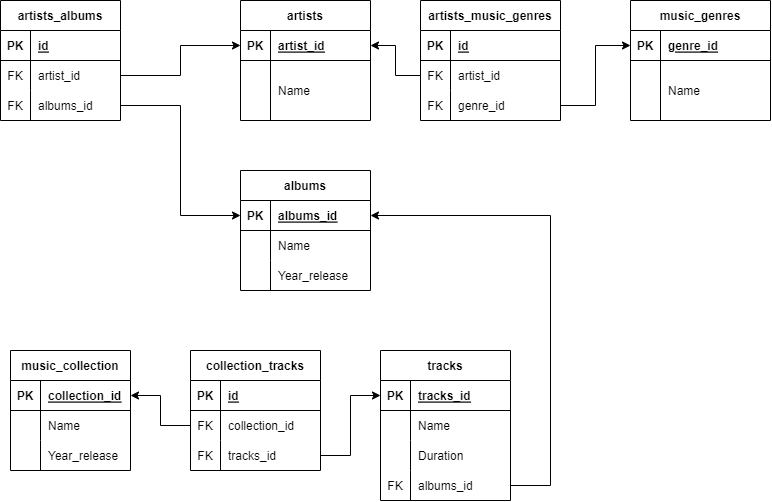 artists_albums
PK id
FK artist_id
FK albums_id
artists
PK artist_id
Name
artists_music_genres
PK id
FK artist_id
FK genre_id
music_genres
PK genre_id
Name
albums
PK albums_id
Name
Year_release
music_collection
PK collection_id
Name
Year_release
collection_tracks
PK id
FK collection_id
FK tracks_id
tracks
PK tracks_id
Name
Duration
FK albums_id